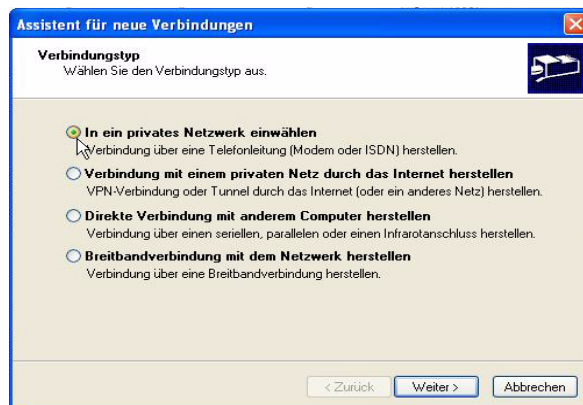 Assistent für neue Verbindungen
Verbindungstyp
Wählen Sie den Verbindungstyp aus.
In ein privates Netzwerk einwählen
Verbindung über eine Telefonleitung (Modem oder ISDN) herstellen.
Verbindung mit einem privaten Netz durch das Internet herstellen
VPN-Verbindung oder Tunnel durch das Internet (oder ein anderes Netz) herstellen.
Direkte Verbindung mit anderem Computer herstellen
Verbindung über einen seriellen, parallelen oder einen Infrarotanschluss herstellen.
Breitbandverbindung mit dem Netzwerk herstellen
Verbindung über eine Breitbandverbindung herstellen.
< Zurück Weiter > Abbrechen